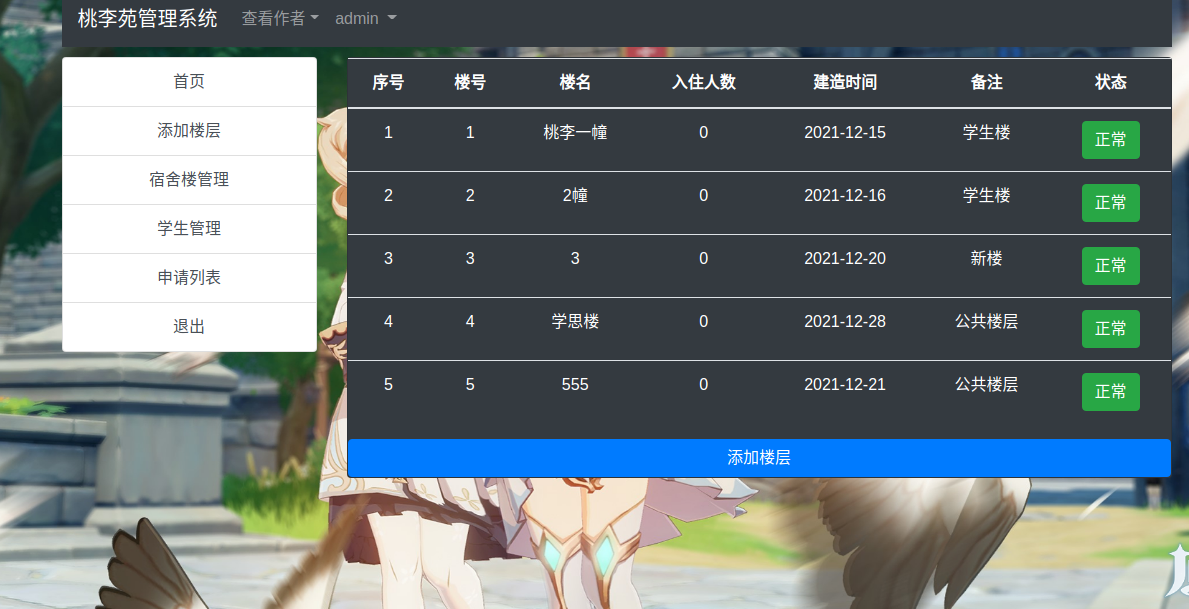 桃李苑管理系统 查看作者 admin
首页
添加楼层
宿舍楼管理
学生管理
申请列表
退出
序号 楼号 楼名 入住人数 建造时间 备注 状态
1 1 桃李一幢 0 2021-12-15 学生楼 正常
2 2 2幢 0 2021-12-16 学生楼 正常
3 3 3 0 2021-12-20 新楼 正常
4 4 学思楼 0 2021-12-28 公共楼层 正常
5 5 555 0 2021-12-21 公共楼层 正常
添加楼层